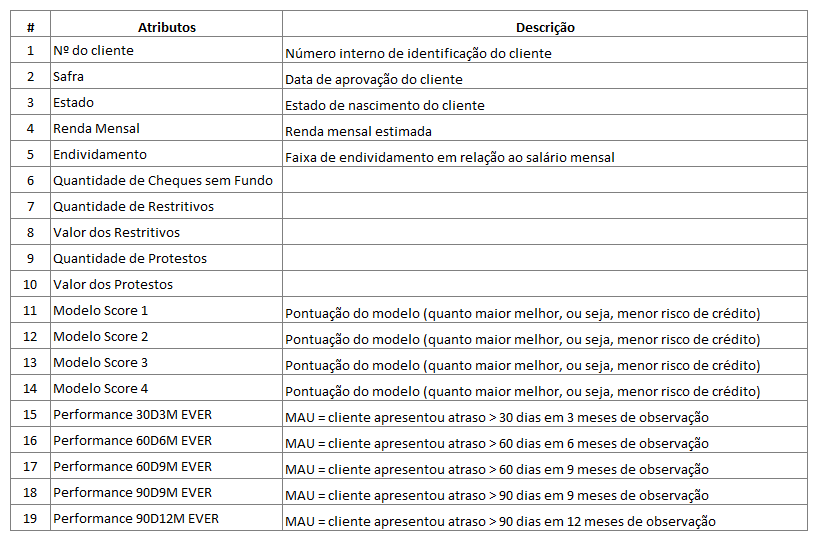 # Atributos Descrição
1 Nº do cliente Número interno de identificação do cliente
2 Safra Data de aprovação do cliente
3 Estado Estado de nascimento do cliente
4 Renda Mensal Renda mensal estimada
5 Endividamento Faixa de endividamento em relação ao salário mensal
6 Quantidade de Cheques sem Fundo
7 Quantidade de Restritivos
8 Valor dos Restritivos
9 Quantidade de Protestos
10 Valor dos Protestos
11 Modelo Score 1 Pontuação do modelo (quanto maior melhor, ou seja, menor risco de crédito)
12 Modelo Score 2 Pontuação do modelo (quanto maior melhor, ou seja, menor risco de crédito)
13 Modelo Score 3 Pontuação do modelo (quanto maior melhor, ou seja, menor risco de crédito)
14 Modelo Score 4 Pontuação do modelo (quanto maior melhor, ou seja, menor risco de crédito)
15 Performance 30D3M EVER MAU = cliente apresentou atraso > 30 dias em 3 meses de observação
16 Performance 60D6M EVER MAU = cliente apresentou atraso > 60 dias em 6 meses de observação
17 Performance 60D9M EVER MAU = cliente apresentou atraso > 60 dias em 9 meses de observação
18 Performance 90D9M EVER MAU = cliente apresentou atraso > 90 dias em 9 meses de observação
19 Performance 90D12M EVER MAU = cliente apresentou atraso > 90 dias em 12 meses de observação